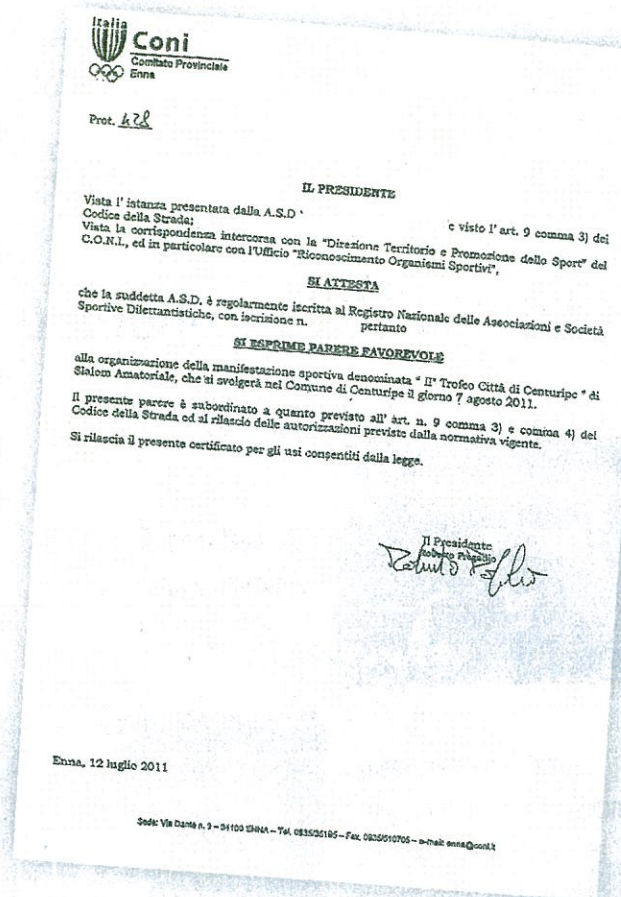 Italia
Coni
Comitato Provinciale
Enna
Prot. 428
IL PRESIDENTE
Vista l' istanza presentata dalla A.S.D ' e visto l' art. 9 comma 3) del
Codice della Strada;
Vista la corrispondenza intercorsa con la "Direzione Territorio e Promozione dello Sport" del
C.O.N.I., ed in particolare con l'Ufficio "Riconoscimento Organismi Sportivi",
SI ATTESTA
che la suddetta A.S.D. è regolarmente iscritta al Registro Nazionale delle Associazioni e Società
Sportive Dilettantistiche, con iscrizione n. pertanto
SI ESPRIME PARERE FAVOREVOLE
alla organizzazione della manifestazione sportiva denominata " II° Trofeo Città di Centuripe " di
Slalom Amatoriale, che si svolgerà nel Comune di Centuripe il giorno 7 agosto 2011.
Il presente parere è subordinato a quanto previsto all' art. n. 9 comma 3) e comma 4) del
Codice della Strada ed al rilascio delle autorizzazioni previste dalla normativa vigente.
Si rilascia il presente certificato per gli usi consentiti dalla legge.
Il Presidente
Roberto Pregadio
Enna, 12 luglio 2011
Sede: Via Dante n. 9 – 94100 ENNA – Tel. 0935/35195 – Fax. 0935/510705 – e-mail: enna@coni.it